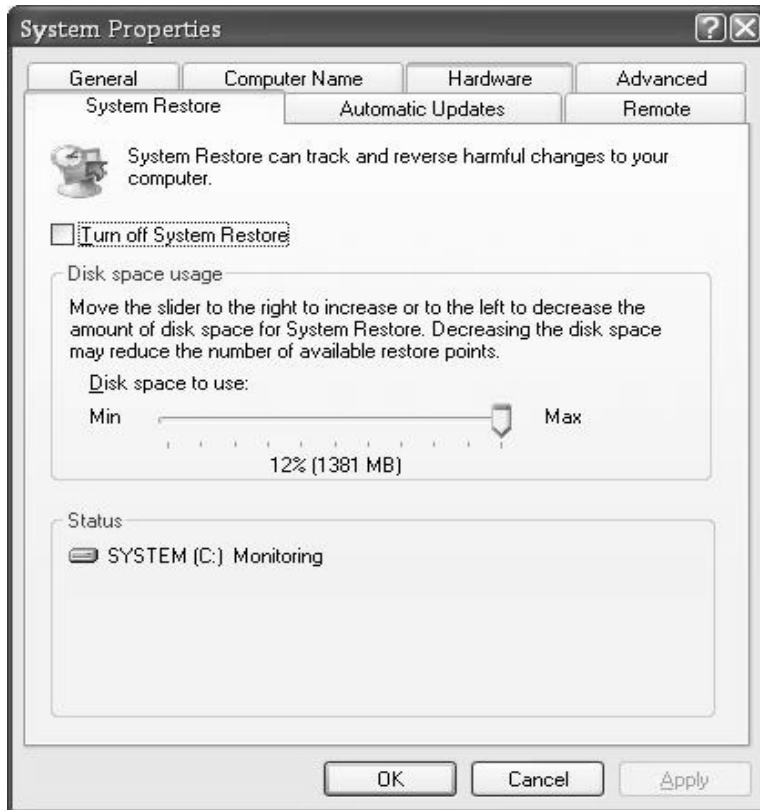 System Properties
General Computer Name Hardware Advanced
System Restore Automatic Updates Remote
System Restore can track and reverse harmful changes to your
computer.
Turn off System Restore
Disk space usage
Move the slider to the right to increase or to the left to decrease the
amount of disk space for System Restore. Decreasing the disk space
may reduce the number of available restore points.
Disk space to use:
Min Max
12% (1381 MB)
Status
SYSTEM (C:) Monitoring
OK Cancel Apply